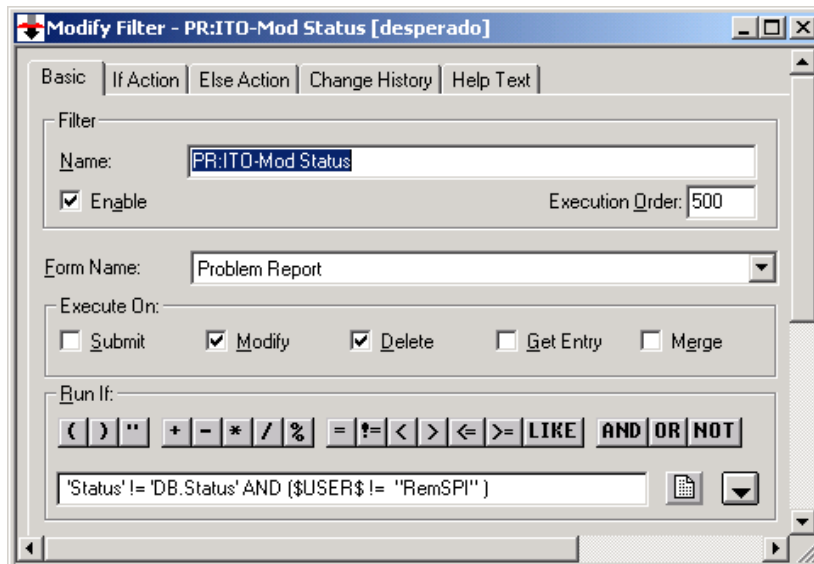 Modify Filter - PR:ITO-Mod Status [desperado]
Basic If Action Else Action Change History Help Text
Filter
Name: PR:ITO-Mod Status
Enable Execution Order: 500
Form Name: Problem Report
Execute On:
Submit Modify Delete Get Entry Merge
Run If:
( ) " + - * / % = != < > <= >= LIKE AND OR NOT
'Status' != 'DB.Status' AND ($USER$ != "RemSPI" )